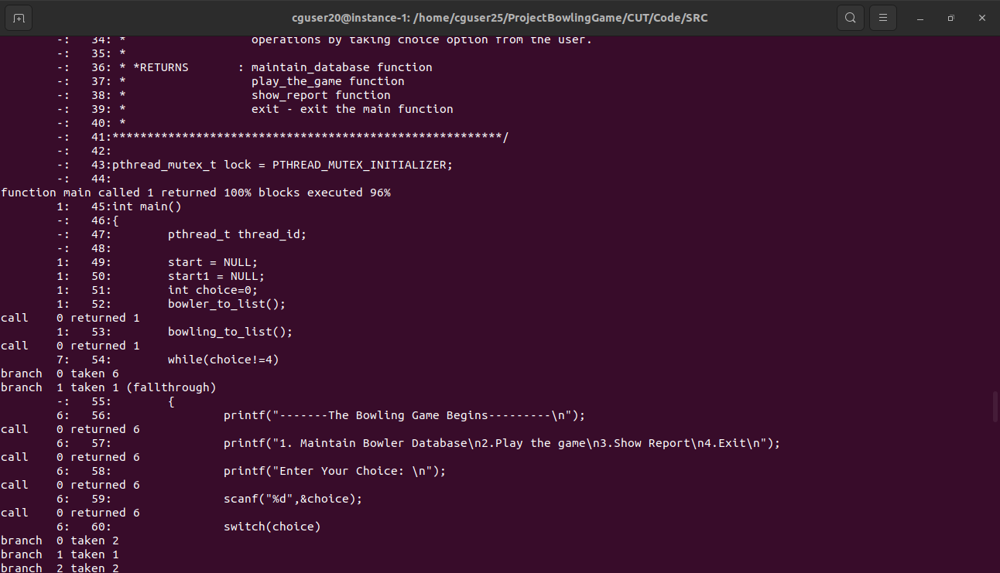 cguser20@instance-1: /home/cguser25/ProjectBowlingGame/CUT/Code/SRC
-:   34: *                  operations by taking choice option from the user.
-:   35: *
-:   36: * *RETURNS       : maintain_database function
-:   37: *                  play_the_game function
-:   38: *                  show_report function
-:   39: *                  exit - exit the main function
-:   40: *
-:   41:********************************************************/
-:   42:
-:   43:pthread_mutex_t lock = PTHREAD_MUTEX_INITIALIZER;
-:   44:
function main called 1 returned 100% blocks executed 96%
1:   45:int main()
-:   46:{
-:   47:        pthread_t thread_id;
-:   48:
1:   49:        start = NULL;
1:   50:        start1 = NULL;
1:   51:        int choice=0;
1:   52:        bowler_to_list();
call    0 returned 1
1:   53:        bowling_to_list();
call    0 returned 1
7:   54:        while(choice!=4)
branch  0 taken 6
branch  1 taken 1 (fallthrough)
-:   55:        {
6:   56:                printf("-------The Bowling Game Begins---------\n");
call    0 returned 6
6:   57:                printf("1. Maintain Bowler Database\n2.Play the game\n3.Show Report\n4.Exit\n");
call    0 returned 6
6:   58:                printf("Enter Your Choice: \n");
call    0 returned 6
6:   59:                scanf("%d",&choice);
call    0 returned 6
6:   60:                switch(choice)
branch  0 taken 2
branch  1 taken 1
branch  2 taken 2